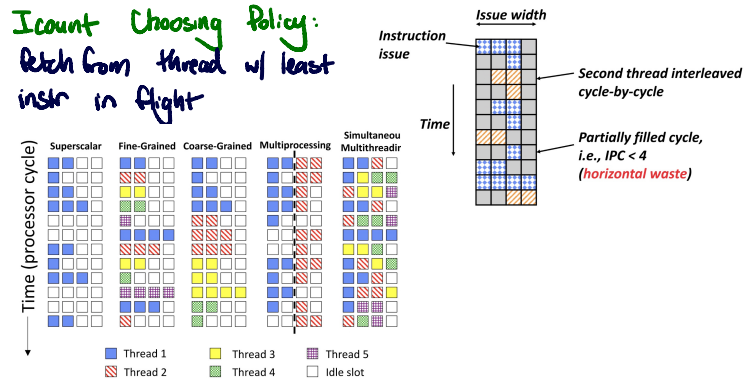 Icount Choosing Policy:
fetch from thread w/ least
instr in flight
Issue width
Instruction
issue
Second thread interleaved
cycle-by-cycle
Time
Partially filled cycle,
i.e., IPC < 4
(horizontal waste)
Superscalar
Fine-Grained
Coarse-Grained
Multiprocessing
Simultaneou
Multithreadir
Time (processor cycle)
Thread 1
Thread 3
Thread 5
Thread 2
Thread 4
Idle slot